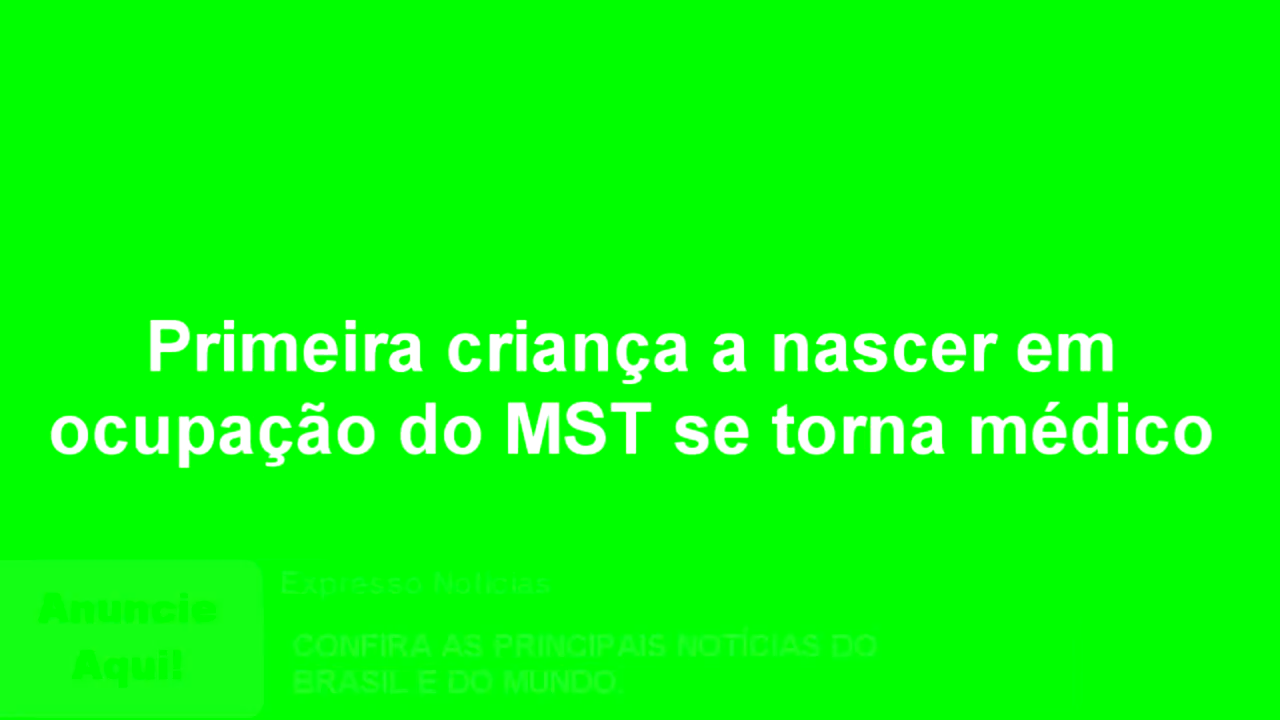 Primeira criança a nascer em
ocupação do MST se torna médico
Expresso Notícias
Anuncie
Aqui!
CONFIRA AS PRINCIPAIS NOTÍCIAS DO
BRASIL E DO MUNDO.